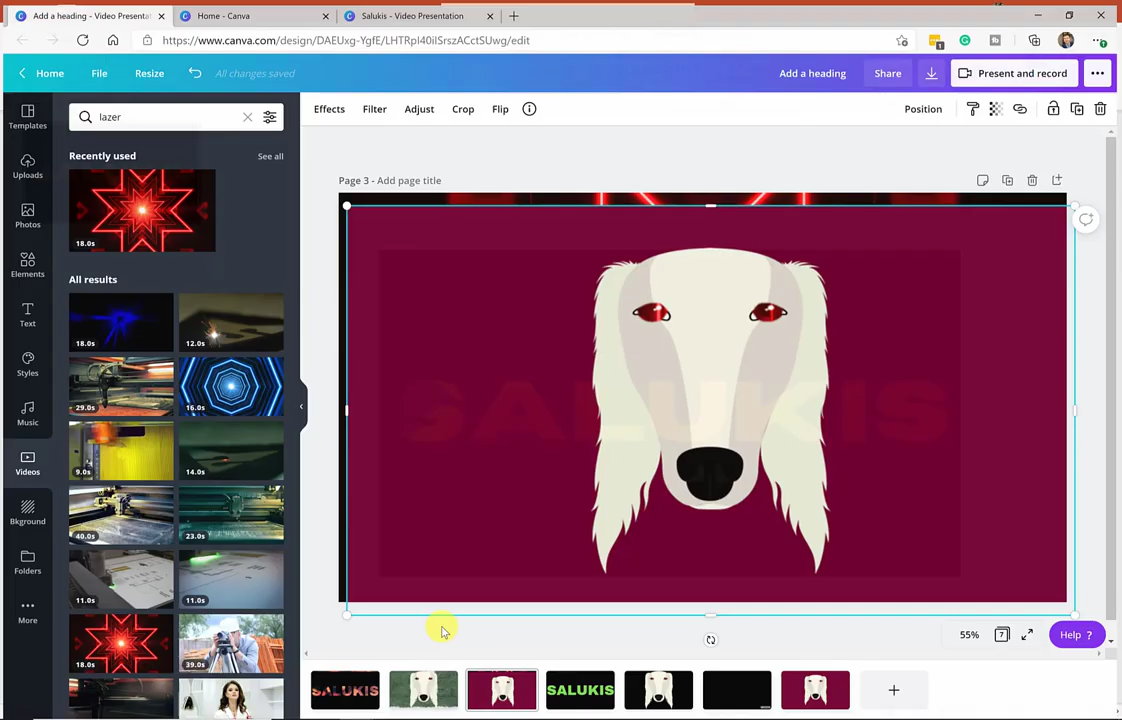 Add a heading - Video Presentat
Home - Canva
Salukis - Video Presentation
https://www.canva.com/design/DAEUxg-YgfE/LHTRpI40iISrszACctSUwg/edit
Home
File
Resize
All changes saved
Add a heading
Share
Present and record
Templates
Uploads
Photos
Elements
Text
Styles
Music
Videos
Bkground
Folders
More
lazer
Recently used
See all
18.0s
All results
18.0s
12.0s
29.0s
16.0s
9.0s
14.0s
40.0s
23.0s
11.0s
11.0s
18.0s
39.0s
Effects
Filter
Adjust
Crop
Flip
Position
Page 3 - Add page title
SALUKIS
55%
7
Help ?
SALUKIS
SALUKIS